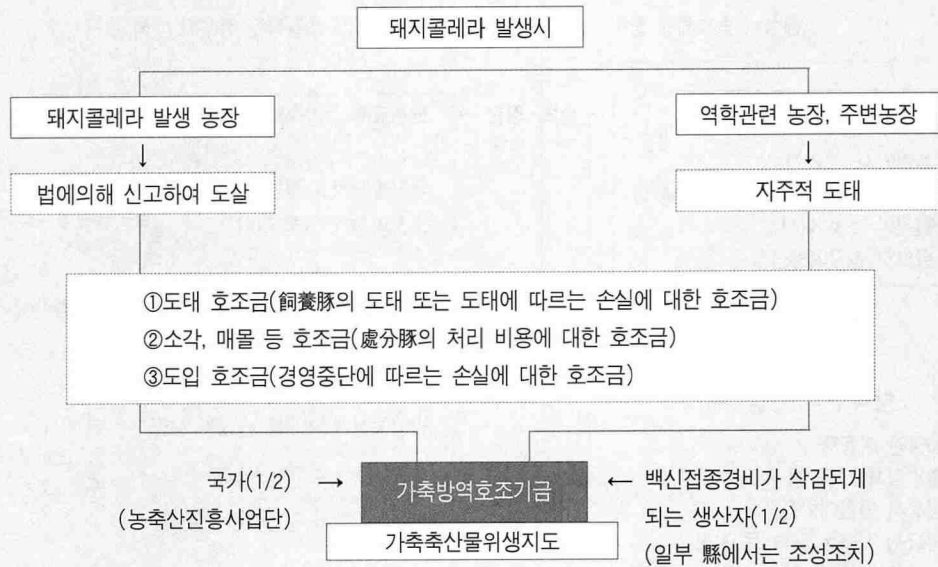 돼지콜레라 발생시
돼지콜레라 발생 농장
역학관련 농장, 주변농장
법에의해 신고하여 도살
자주적 도태
①도태 호조금(飼養豚의 도태 또는 도태에 따르는 손실에 대한 호조금)
②소각, 매몰 등 호조금(處分豚의 처리 비용에 대한 호조금)
③도입 호조금(경영중단에 따르는 손실에 대한 호조금)
국가(1/2) →
(농축산진흥사업단)
가축방역호조기금
가축축산물위생지도
← 백신접종경비가 삭감되게
되는 생산자(1/2)
(일부 縣에서는 조성조치)